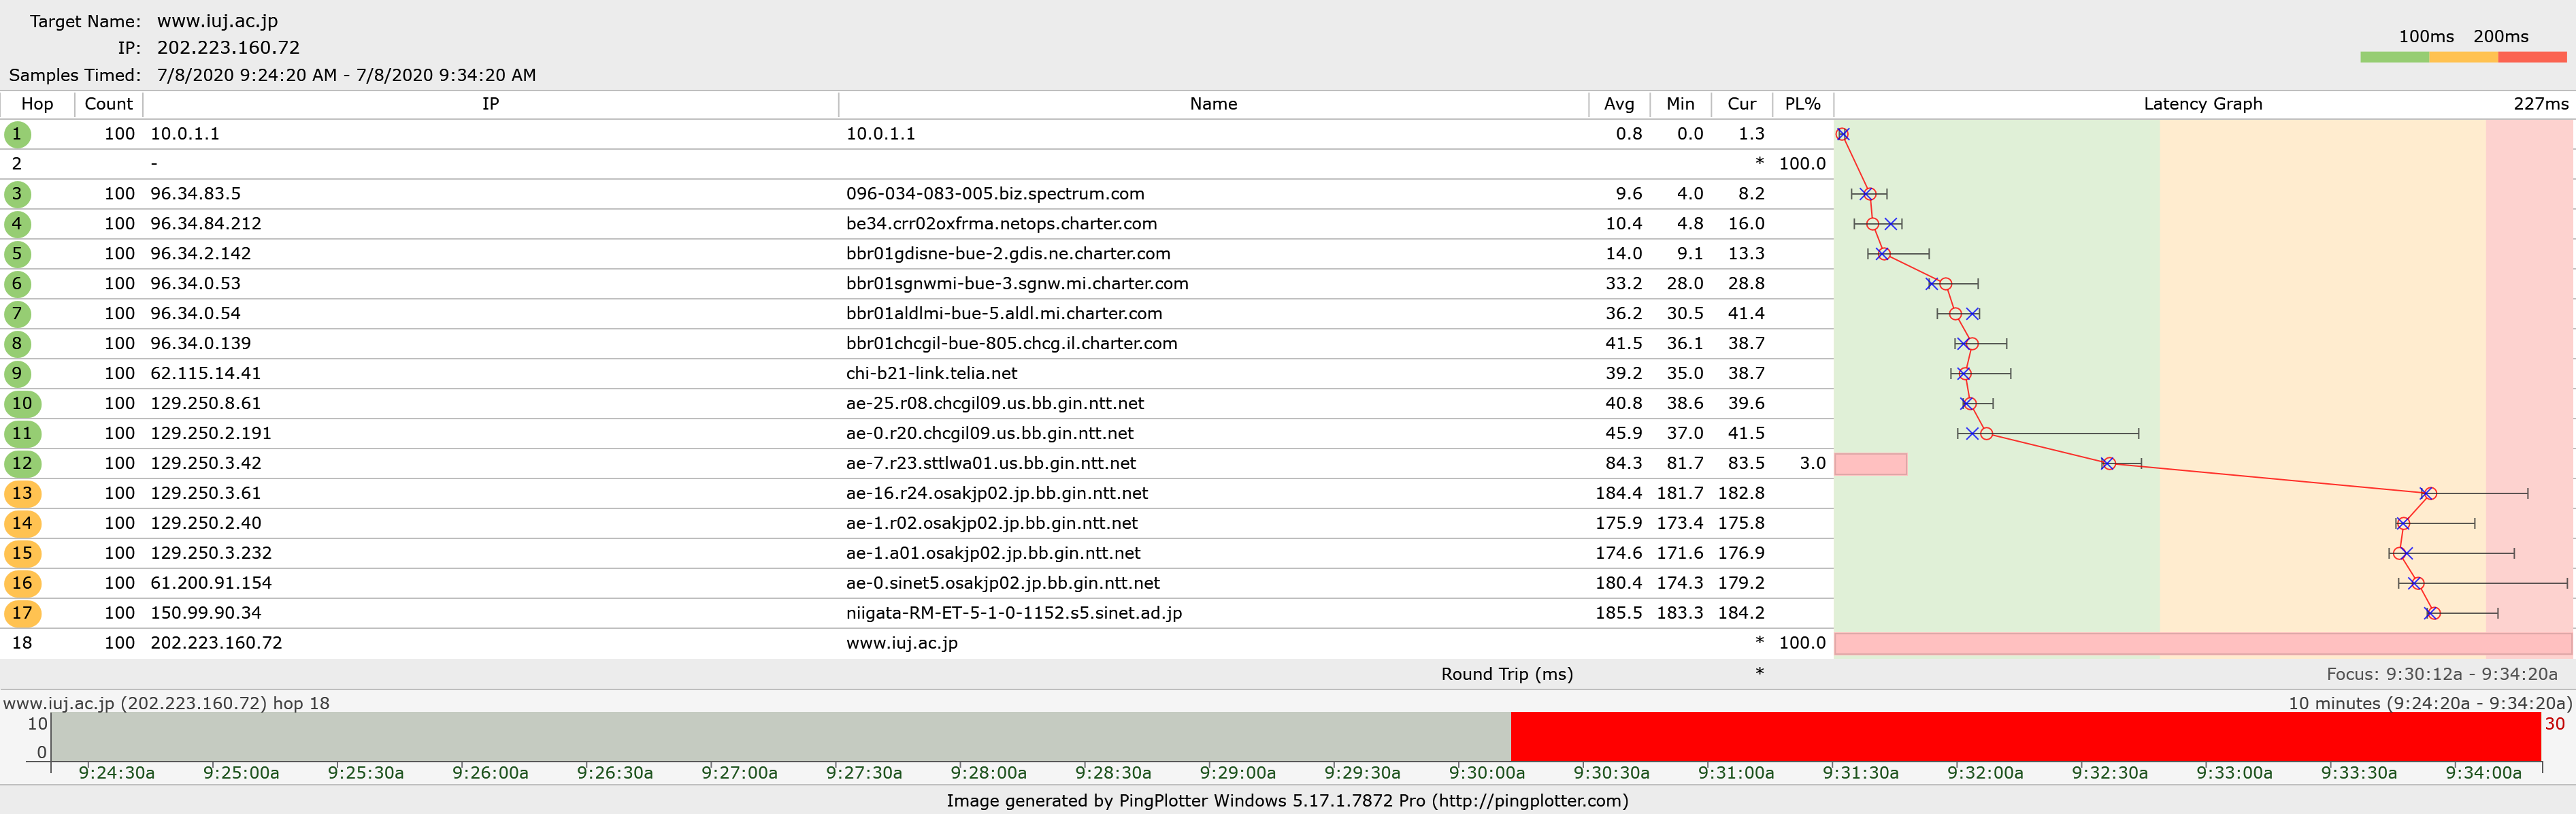 Target Name: www.iuj.ac.jp
IP: 202.223.160.72
Samples Timed: 7/8/2020 9:24:20 AM - 7/8/2020 9:34:20 AM
100ms 200ms
Hop Count IP Name Avg Min Cur PL% Latency Graph 227ms
1 100 10.0.1.1 10.0.1.1 0.8 0.0 1.3
2 - * 100.0
3 100 96.34.83.5 096-034-083-005.biz.spectrum.com 9.6 4.0 8.2
4 100 96.34.84.212 be34.crr02oxfrma.netops.charter.com 10.4 4.8 16.0
5 100 96.34.2.142 bbr01gdisne-bue-2.gdis.ne.charter.com 14.0 9.1 13.3
6 100 96.34.0.53 bbr01sgnwmi-bue-3.sgnw.mi.charter.com 33.2 28.0 28.8
7 100 96.34.0.54 bbr01aldlmi-bue-5.aldl.mi.charter.com 36.2 30.5 41.4
8 100 96.34.0.139 bbr01chcgil-bue-805.chcg.il.charter.com 41.5 36.1 38.7
9 100 62.115.14.41 chi-b21-link.telia.net 39.2 35.0 38.7
10 100 129.250.8.61 ae-25.r08.chcgil09.us.bb.gin.ntt.net 40.8 38.6 39.6
11 100 129.250.2.191 ae-0.r20.chcgil09.us.bb.gin.ntt.net 45.9 37.0 41.5
12 100 129.250.3.42 ae-7.r23.sttlwa01.us.bb.gin.ntt.net 84.3 81.7 83.5 3.0
13 100 129.250.3.61 ae-16.r24.osakjp02.jp.bb.gin.ntt.net 184.4 181.7 182.8
14 100 129.250.2.40 ae-1.r02.osakjp02.jp.bb.gin.ntt.net 175.9 173.4 175.8
15 100 129.250.3.232 ae-1.a01.osakjp02.jp.bb.gin.ntt.net 174.6 171.6 176.9
16 100 61.200.91.154 ae-0.sinet5.osakjp02.jp.bb.gin.ntt.net 180.4 174.3 179.2
17 100 150.99.90.34 niigata-RM-ET-5-1-0-1152.s5.sinet.ad.jp 185.5 183.3 184.2
18 100 202.223.160.72 www.iuj.ac.jp * 100.0
Round Trip (ms) * Focus: 9:30:12a - 9:34:20a
www.iuj.ac.jp (202.223.160.72) hop 18 10 minutes (9:24:20a - 9:34:20a)
10 30
0
9:24:30a 9:25:00a 9:25:30a 9:26:00a 9:26:30a 9:27:00a 9:27:30a 9:28:00a 9:28:30a 9:29:00a 9:29:30a 9:30:00a 9:30:30a 9:31:00a 9:31:30a 9:32:00a 9:32:30a 9:33:00a 9:33:30a 9:34:00a
Image generated by PingPlotter Windows 5.17.1.7872 Pro (http://pingplotter.com)